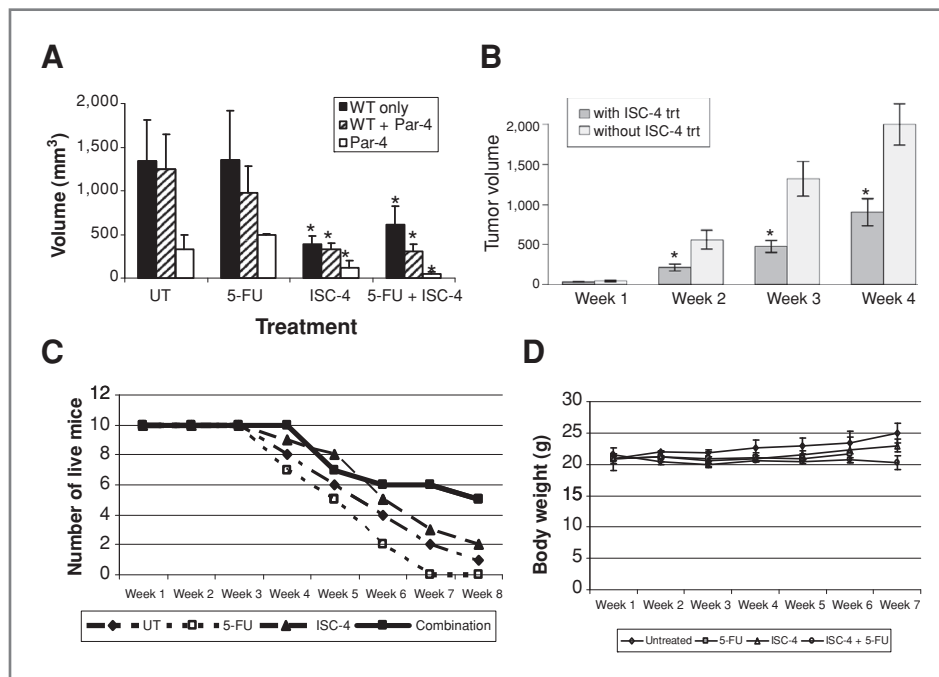 A
2,000
1,500
1,000
500
0
Volume (mm3)
WT only
WT + Par-4
Par-4
* * * * * *
UT 5-FU ISC-4 5-FU + ISC-4
Treatment
B
2,000
1,500
1,000
500
0
Tumor volume
with ISC-4 trt
without ISC-4 trt
* * *
Week 1 Week 2 Week 3 Week 4
C
12
10
8
6
4
2
0
Number of live mice
Week 1 Week 2 Week 3 Week 4 Week 5 Week 6 Week 7 Week 8
UT 5-FU ISC-4 Combination
D
30
25
20
15
10
5
0
Body weight (g)
Week 1 Week 2 Week 3 Week 4 Week 5 Week 6 Week 7
Untreated 5-FU ISC-4 ISC-4 + 5-FU